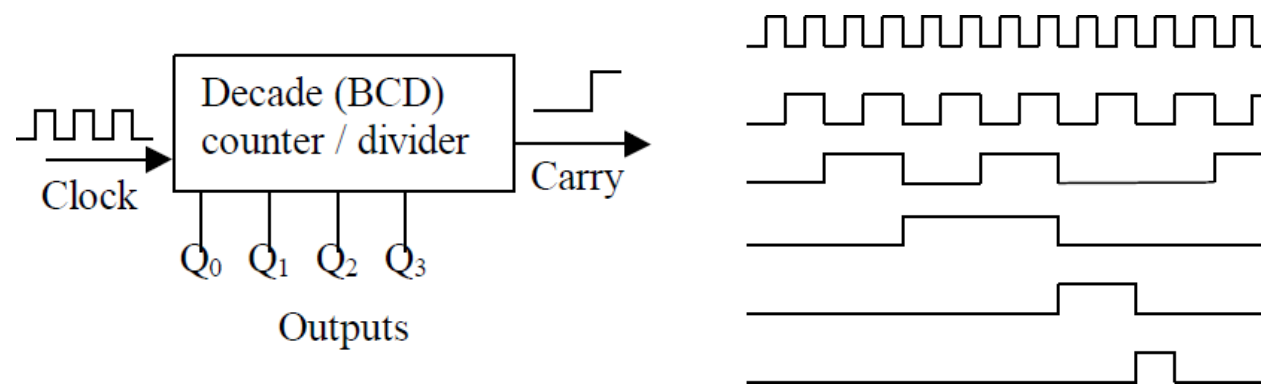 Decade (BCD)
counter / divider
Clock
Carry
Q₀ Q₁ Q₂ Q₃
Outputs